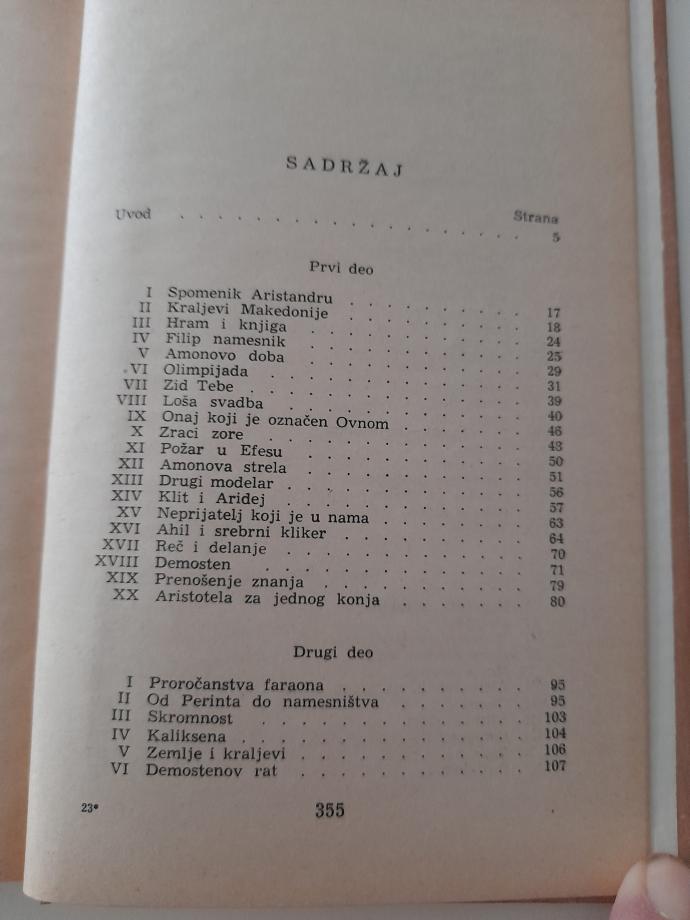 SADRŽAJ
Strana
Uvod . . . . . . . . . . . . . . . . . . 5
Prvi deo
I Spomenik Aristandru . . . . . . . . . 17
II Kraljevi Makedonije . . . . . . . . . 18
III Hram i knjiga . . . . . . . . . . . 24
IV Filip namesnik . . . . . . . . . . . 25
V Amonovo doba . . . . . . . . . . . 29
VI Olimpijada . . . . . . . . . . . . 31
VII Zid Tebe . . . . . . . . . . . . . 39
VIII Loša svadba . . . . . . . . . . . 40
IX Onaj koji je označen Ovnom . . . . . . 46
X Zraci zore . . . . . . . . . . . . 48
XI Požar u Efesu . . . . . . . . . . 50
XII Amonova strela . . . . . . . . . . 51
XIII Drugi modelar . . . . . . . . . . 56
XIV Klit i Aridej . . . . . . . . . . 57
XV Neprijatelj koji je u nama . . . . . . 63
XVI Ahil i srebrni kliker . . . . . . . . 64
XVII Reč i delanje . . . . . . . . . . 70
XVIII Demosten . . . . . . . . . . . 71
XIX Prenošenje znanja . . . . . . . . . 79
XX Aristotela za jednog konja . . . . . . 80
Drugi deo
I Proročanstva faraona . . . . . . . . . 95
II Od Perinta do namesništva . . . . . . . 95
III Skromnost . . . . . . . . . . . . 103
IV Kaliksena . . . . . . . . . . . . 104
V Zemlje i kraljevi . . . . . . . . . . 106
VI Demostenov rat . . . . . . . . . . 107
23* 355